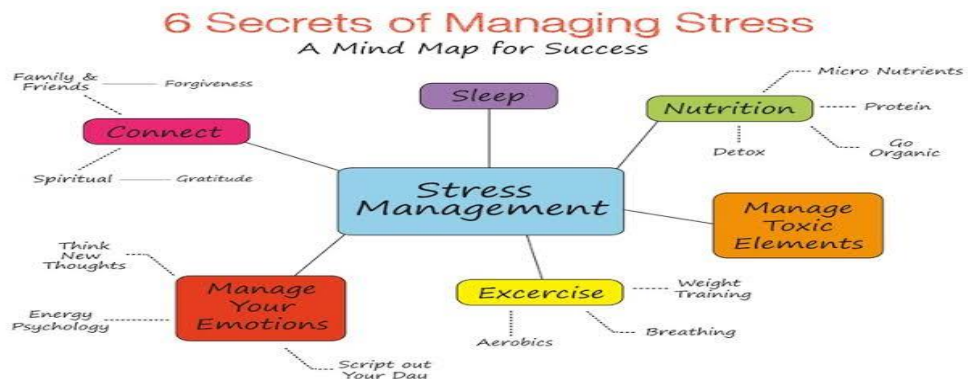 6 Secrets of Managing Stress
A Mind Map for Success
Family &
Friends
Forgiveness
Connect
Spiritual
Gratitude
Sleep
Nutrition
Micro Nutrients
Protein
Go
Organic
Detox
Stress
Management
Manage
Toxic
Elements
Think
New
Thoughts
Energy
Psychology
Manage
Your
Emotions
Script out
Your Day
Excercise
Weight
Training
Breathing
Aerobics